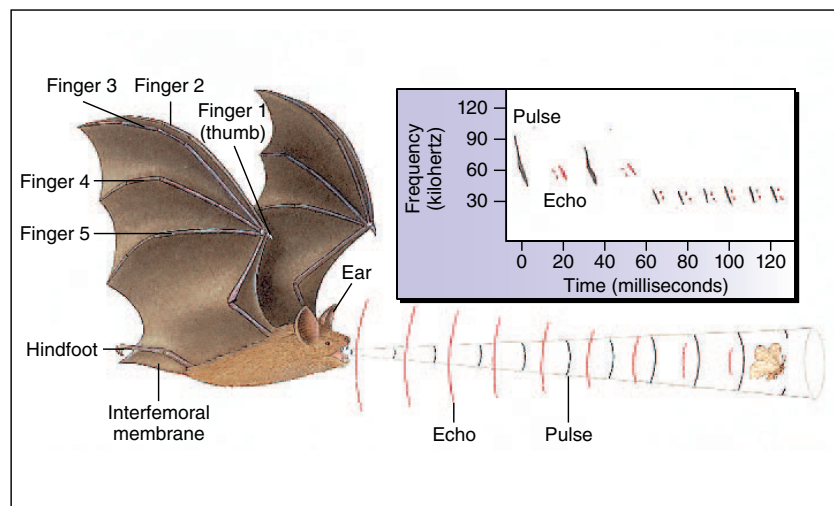 Finger 3
Finger 2
Finger 1
(thumb)
Finger 4
Finger 5
Ear
Hindfoot
Interfemoral
membrane
Echo
Pulse
Frequency
(kilohertz)
120
90
60
30
Pulse
Echo
0 20 40 60 80 100 120
Time (milliseconds)